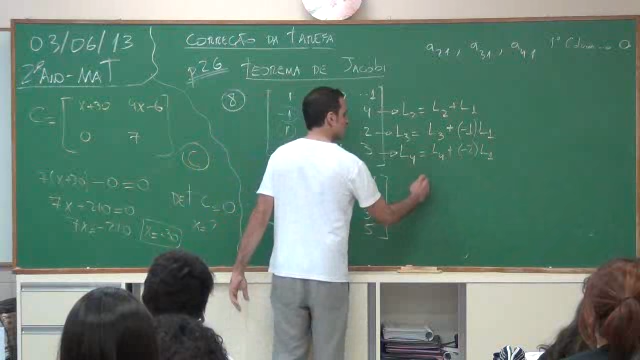 03/06/13
2º ANO-MAT
C= [ x+30 4x-6
0 7 ]
7(x+30)-0=0
7x+210=0
7x=-210
x=-30
C
det C=0
x=?
CORREÇÃO DA TAREFA
p.26 TEOREMA DE JACOBI
8
1 -1
-1 4 → L2 = L2 + L1
2 → L3 = L3 + (-1)L1
3 → L4 = L4 + (-2)L1
5
a21, a31, a41 1ª Coluna